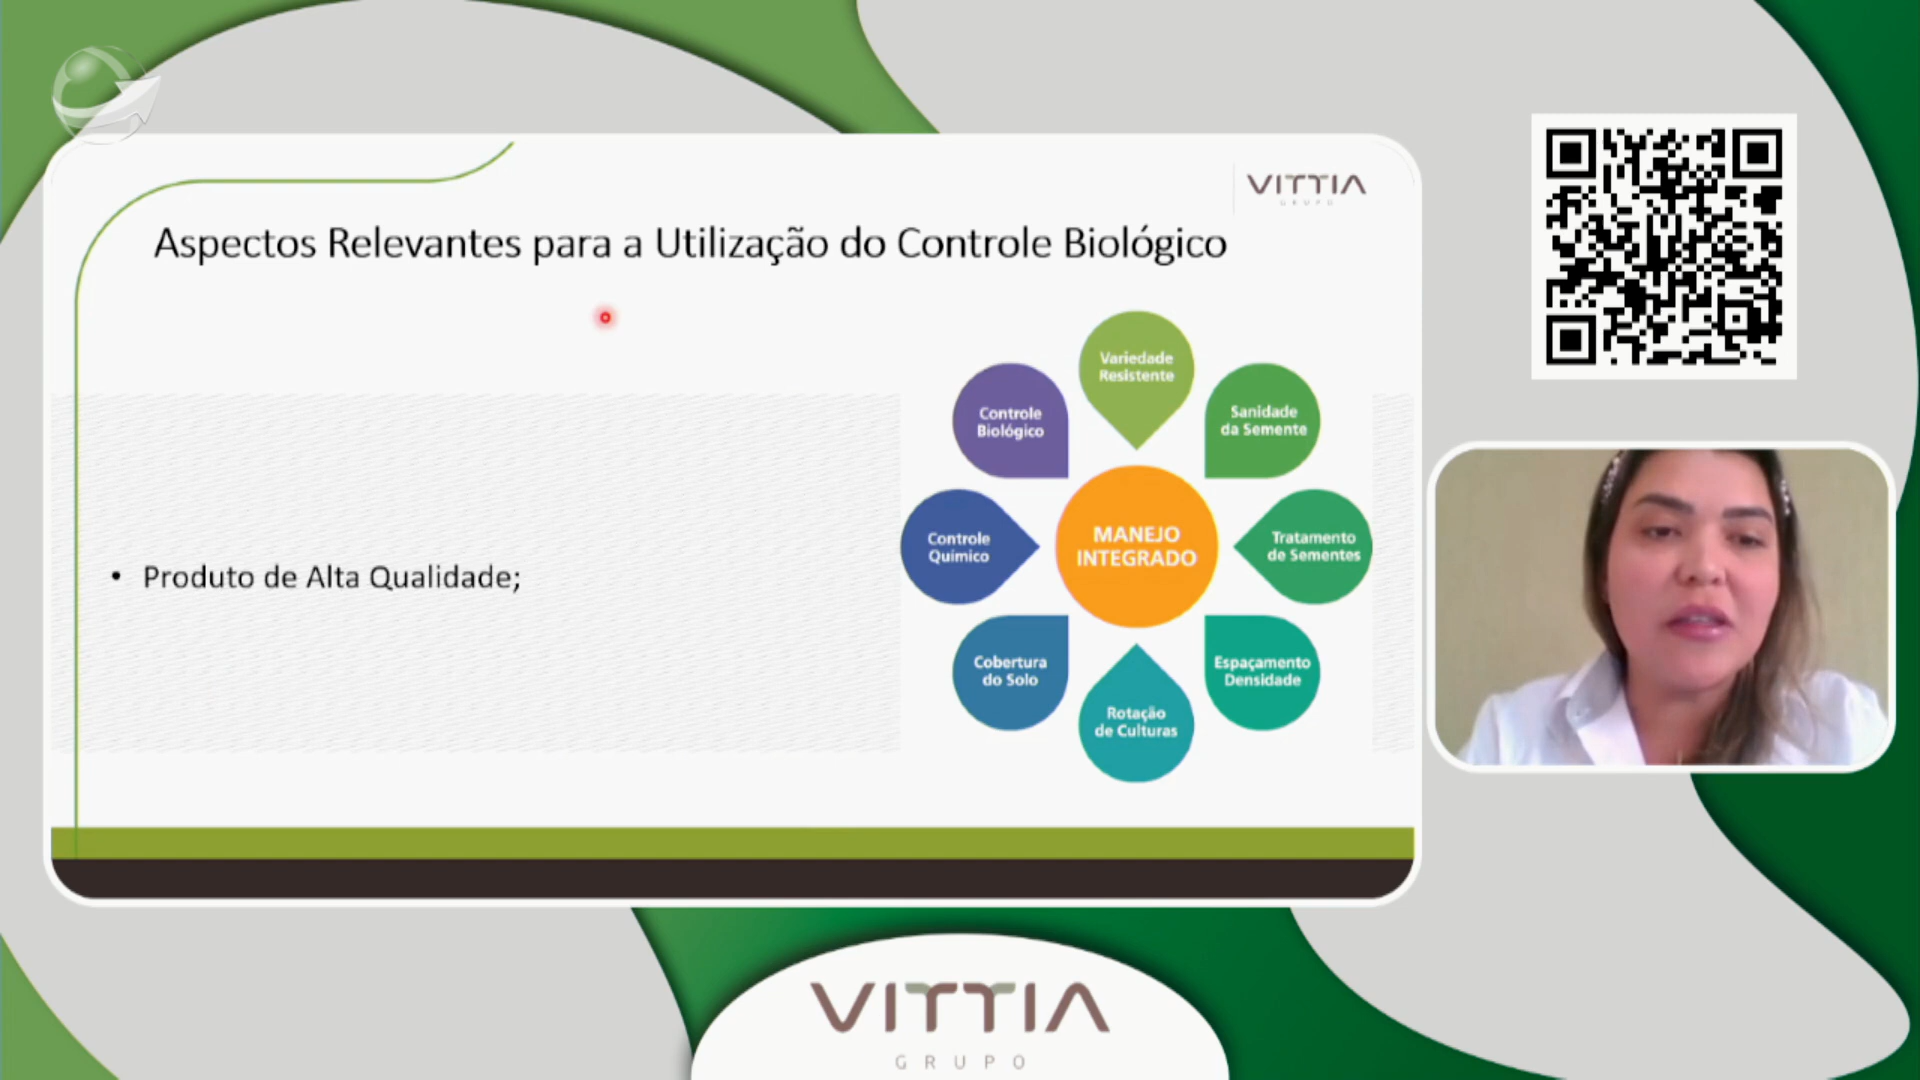 VITTIA
GRUPO
Aspectos Relevantes para a Utilização do Controle Biológico
Variedade
Resistente
Controle
Biológico
Sanidade
da Semente
Controle
Químico
MANEJO
INTEGRADO
Tratamento
de Sementes
• Produto de Alta Qualidade;
Cobertura
do Solo
Espaçamento
Densidade
Rotação
de Culturas
VITTIA
GRUPO